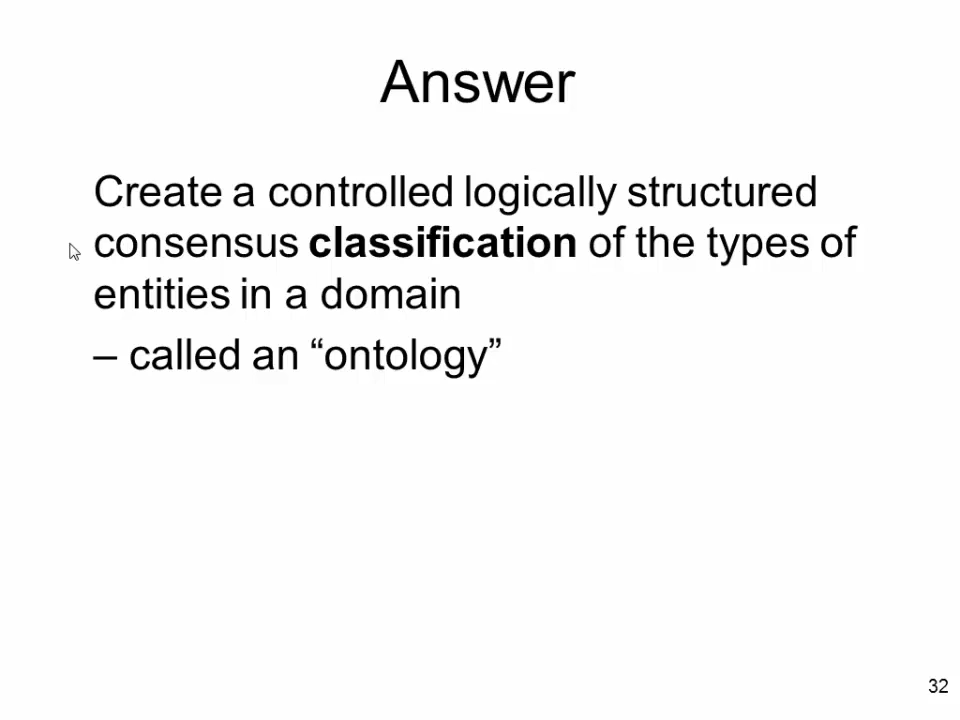 Answer
Create a controlled logically structured
consensus classification of the types of
entities in a domain
– called an “ontology”
32